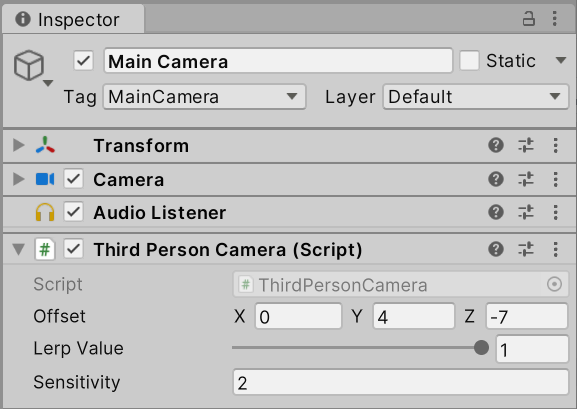 Inspector
Main Camera Static
Tag MainCamera Layer Default
Transform
Camera
Audio Listener
# Third Person Camera (Script)
Script # ThirdPersonCamera
Offset X 0 Y 4 Z -7
Lerp Value 1
Sensitivity 2